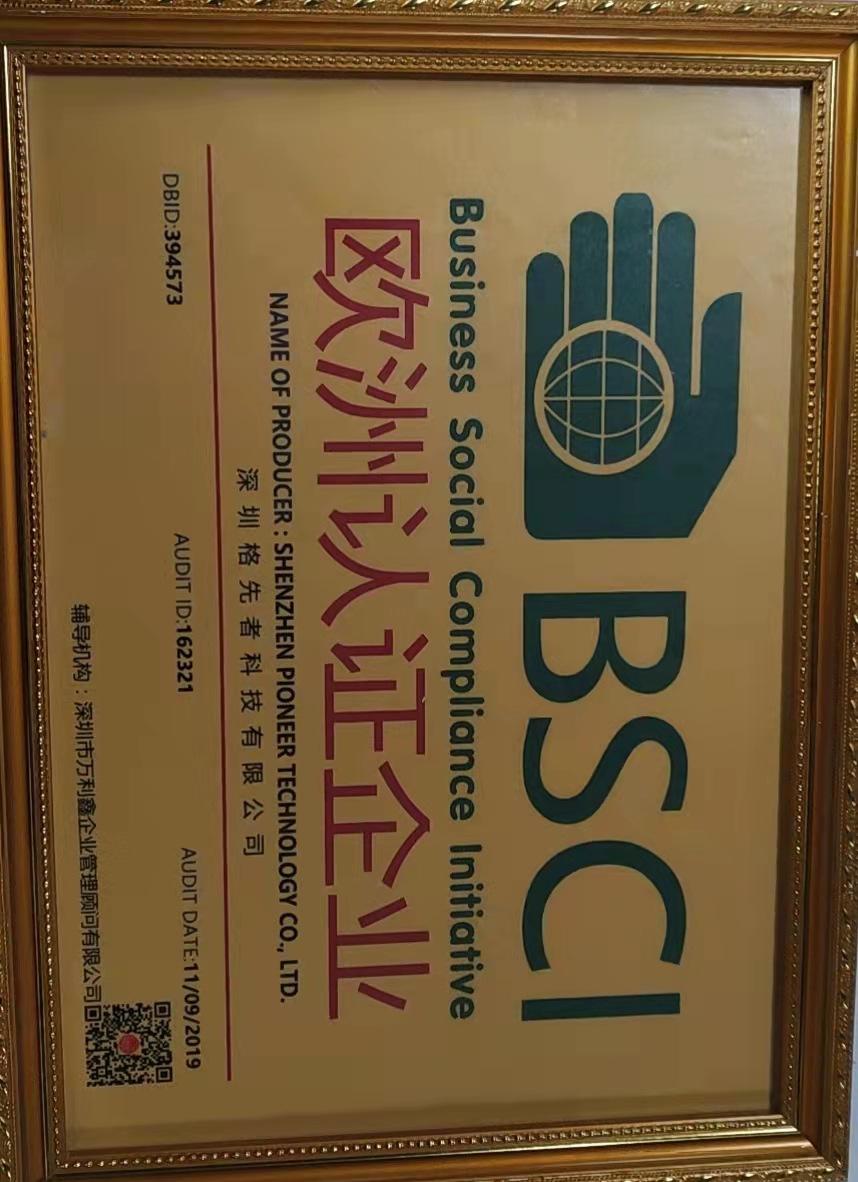 BSCI
Business Social Compliance Initiative
欧洲认证企业
NAME OF PRODUCER : SHENZHEN PIONEER TECHNOLOGY CO., LTD.
深圳格先者科技有限公司
DBID:394573 AUDIT ID:162321 AUDIT DATE:11/09/2019
辅导机构：深圳市万利鑫企业管理顾问有限公司